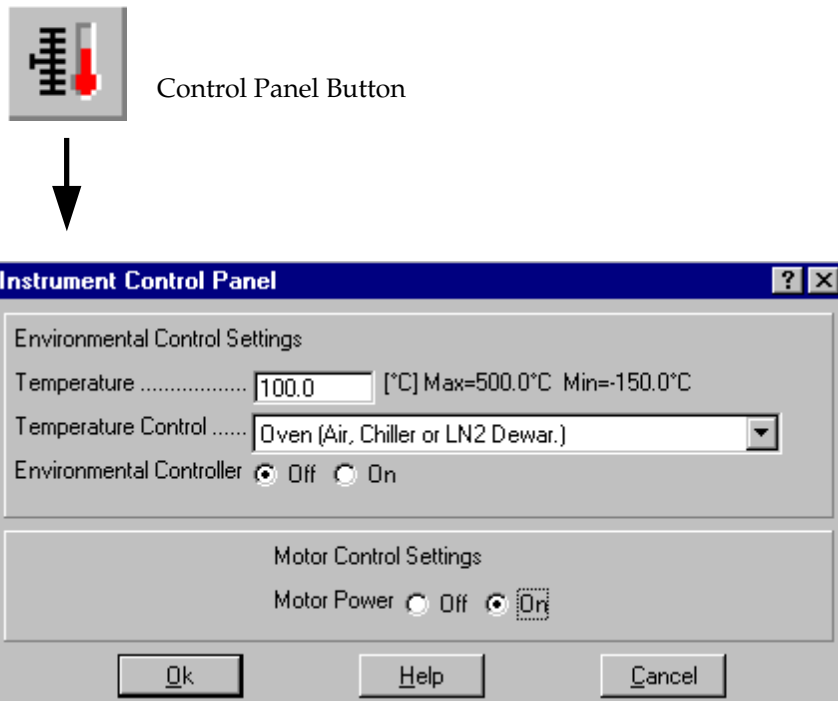 Control Panel Button
Instrument Control Panel
Environmental Control Settings
Temperature .................. 100.0 [°C] Max=500.0°C Min=-150.0°C
Temperature Control ...... Oven (Air, Chiller or LN2 Dewar.)
Environmental Controller Off On
Motor Control Settings
Motor Power Off On
Ok Help Cancel